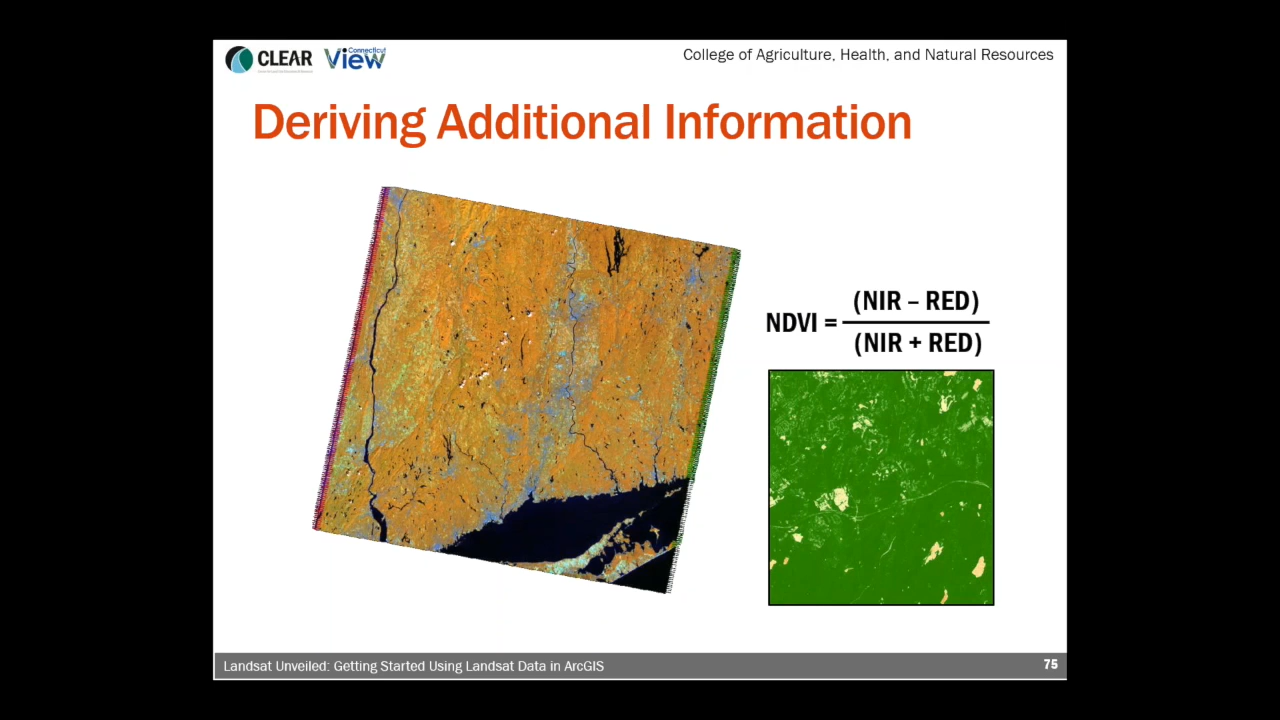 CLEAR
Connecticut
View
College of Agriculture, Health, and Natural Resources
Deriving Additional Information
(NIR – RED)
NDVI =
(NIR + RED)
Landsat Unveiled: Getting Started Using Landsat Data in ArcGIS
75